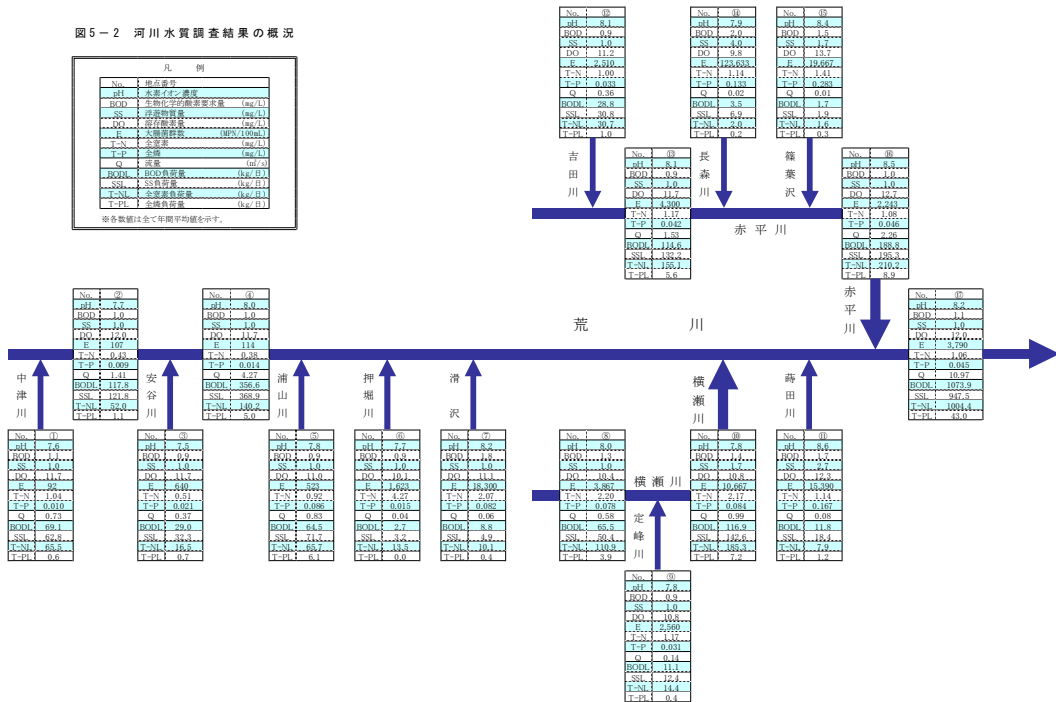 図5-2 河川水質調査結果の概況
凡 例
No. 地点番号
pH 水素イオン濃度
BOD 生物化学的酸素要求量 (mg/L)
SS 浮遊物質量 (mg/L)
DO 溶存酸素量 (mg/L)
E 大腸菌群数 (MPN/100mL)
T-N 全窒素 (mg/L)
T-P 全燐 (mg/L)
Q 流量 (㎥/s)
BODL BOD負荷量 (kg/日)
SSL SS負荷量 (kg/日)
T-NL 全窒素負荷量 (kg/日)
T-PL 全燐負荷量 (kg/日)
※各数値は全て年間平均値を示す。
No. ⑫
pH 8.1
BOD 0.9
SS 1.0
DO 11.2
E 2,510
T-N 1.00
T-P 0.033
Q 0.36
BODL 28.8
SSL 30.8
T-NL 30.7
T-PL 1.0
吉田川
No. ⑭
pH 7.9
BOD 2.0
SS 4.0
DO 9.8
E 123,633
T-N 1.14
T-P 0.133
Q 0.02
BODL 3.5
SSL 6.9
T-NL 2.0
T-PL 0.2
長森川
No. ⑮
pH 8.4
BOD 1.5
SS 1.7
DO 13.7
E 19,667
T-N 1.41
T-P 0.283
Q 0.01
BODL 1.7
SSL 1.9
T-NL 1.6
T-PL 0.3
篠葉沢
No. ⑬
pH 8.1
BOD 0.9
SS 1.0
DO 11.7
E 4,300
T-N 1.17
T-P 0.042
Q 1.53
BODL 114.6
SSL 132.2
T-NL 155.1
T-PL 5.6
赤平川
No. ⑯
pH 8.5
BOD 1.0
SS 1.0
DO 12.7
E 2,243
T-N 1.08
T-P 0.046
Q 2.26
BODL 188.8
SSL 195.3
T-NL 210.2
T-PL 8.9
赤平川
No. ②
pH 7.7
BOD 1.0
SS 1.0
DO 12.0
E 107
T-N 0.43
T-P 0.009
Q 1.41
BODL 117.8
SSL 121.8
T-NL 52.0
T-PL 1.1
No. ④
pH 8.0
BOD 1.0
SS 1.0
DO 11.7
E 114
T-N 0.38
T-P 0.014
Q 4.27
BODL 356.6
SSL 368.9
T-NL 140.2
T-PL 5.0
荒 川
No. ⑰
pH 8.2
BOD 1.1
SS 1.0
DO 12.0
E 3,790
T-N 1.06
T-P 0.045
Q 10.97
BODL 1073.9
SSL 947.5
T-NL 1004.4
T-PL 43.0
中津川
安谷川
浦山川
押堀川
滑沢
横瀬川
蒔田川
No. ①
pH 7.6
BOD 1.1
SS 1.0
DO 11.7
E 92
T-N 1.04
T-P 0.010
Q 0.73
BODL 69.1
SSL 62.8
T-NL 65.5
T-PL 0.6
No. ③
pH 7.5
BOD 0.9
SS 1.0
DO 11.7
E 640
T-N 0.51
T-P 0.021
Q 0.37
BODL 29.0
SSL 32.3
T-NL 16.5
T-PL 0.7
No. ⑤
pH 7.8
BOD 0.9
SS 1.0
DO 11.0
E 523
T-N 0.92
T-P 0.086
Q 0.83
BODL 64.5
SSL 71.7
T-NL 65.7
T-PL 6.1
No. ⑥
pH 7.7
BOD 0.9
SS 1.0
DO 10.1
E 1,623
T-N 4.27
T-P 0.015
Q 0.04
BODL 2.7
SSL 3.2
T-NL 13.5
T-PL 0.0
No. ⑦
pH 8.2
BOD 1.8
SS 1.0
DO 11.1
E 18,300
T-N 2.07
T-P 0.082
Q 0.06
BODL 8.8
SSL 4.9
T-NL 10.1
T-PL 0.4
No. ⑧
pH 8.0
BOD 1.3
SS 1.0
DO 10.4
E 3,867
T-N 2.20
T-P 0.078
Q 0.58
BODL 65.5
SSL 50.4
T-NL 110.9
T-PL 3.9
横瀬川
定峰川
No. ⑩
pH 7.8
BOD 1.4
SS 1.7
DO 10.8
E 10,667
T-N 2.17
T-P 0.084
Q 0.99
BODL 116.9
SSL 142.6
T-NL 185.3
T-PL 7.2
No. ⑪
pH 8.6
BOD 1.7
SS 2.7
DO 12.3
E 15,390
T-N 1.14
T-P 0.167
Q 0.08
BODL 11.8
SSL 18.4
T-NL 7.9
T-PL 1.2
No. ⑨
pH 7.8
BOD 0.9
SS 1.0
DO 10.8
E 2,560
T-N 1.17
T-P 0.031
Q 0.14
BODL 11.1
SSL 12.4
T-NL 14.4
T-PL 0.4